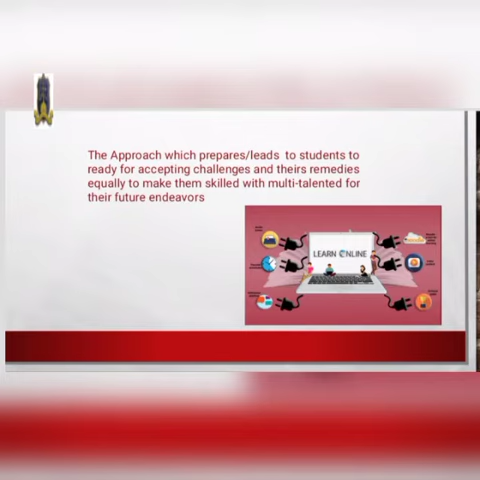 The Approach which prepares/leads to students to
ready for accepting challenges and theirs remedies
equally to make them skilled with multi-talented for
their future endeavors
LEARN ONLINE